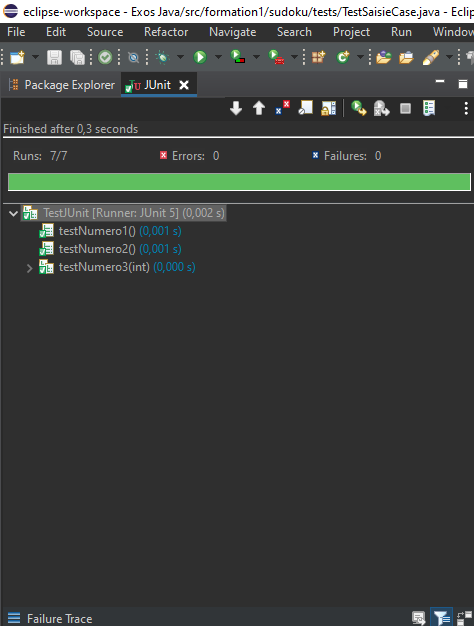 eclipse-workspace - Exos Java/src/formation1/sudoku/tests/TestSaisieCase.java - Eclip
File Edit Source Refactor Navigate Search Project Run Window
Package Explorer JUnit
Finished after 0,3 seconds
Runs: 7/7 Errors: 0 Failures: 0
TestJUnit [Runner: JUnit 5] (0,002 s)
testNumero1() (0,001 s)
testNumero2() (0,001 s)
testNumero3(int) (0,000 s)
Failure Trace